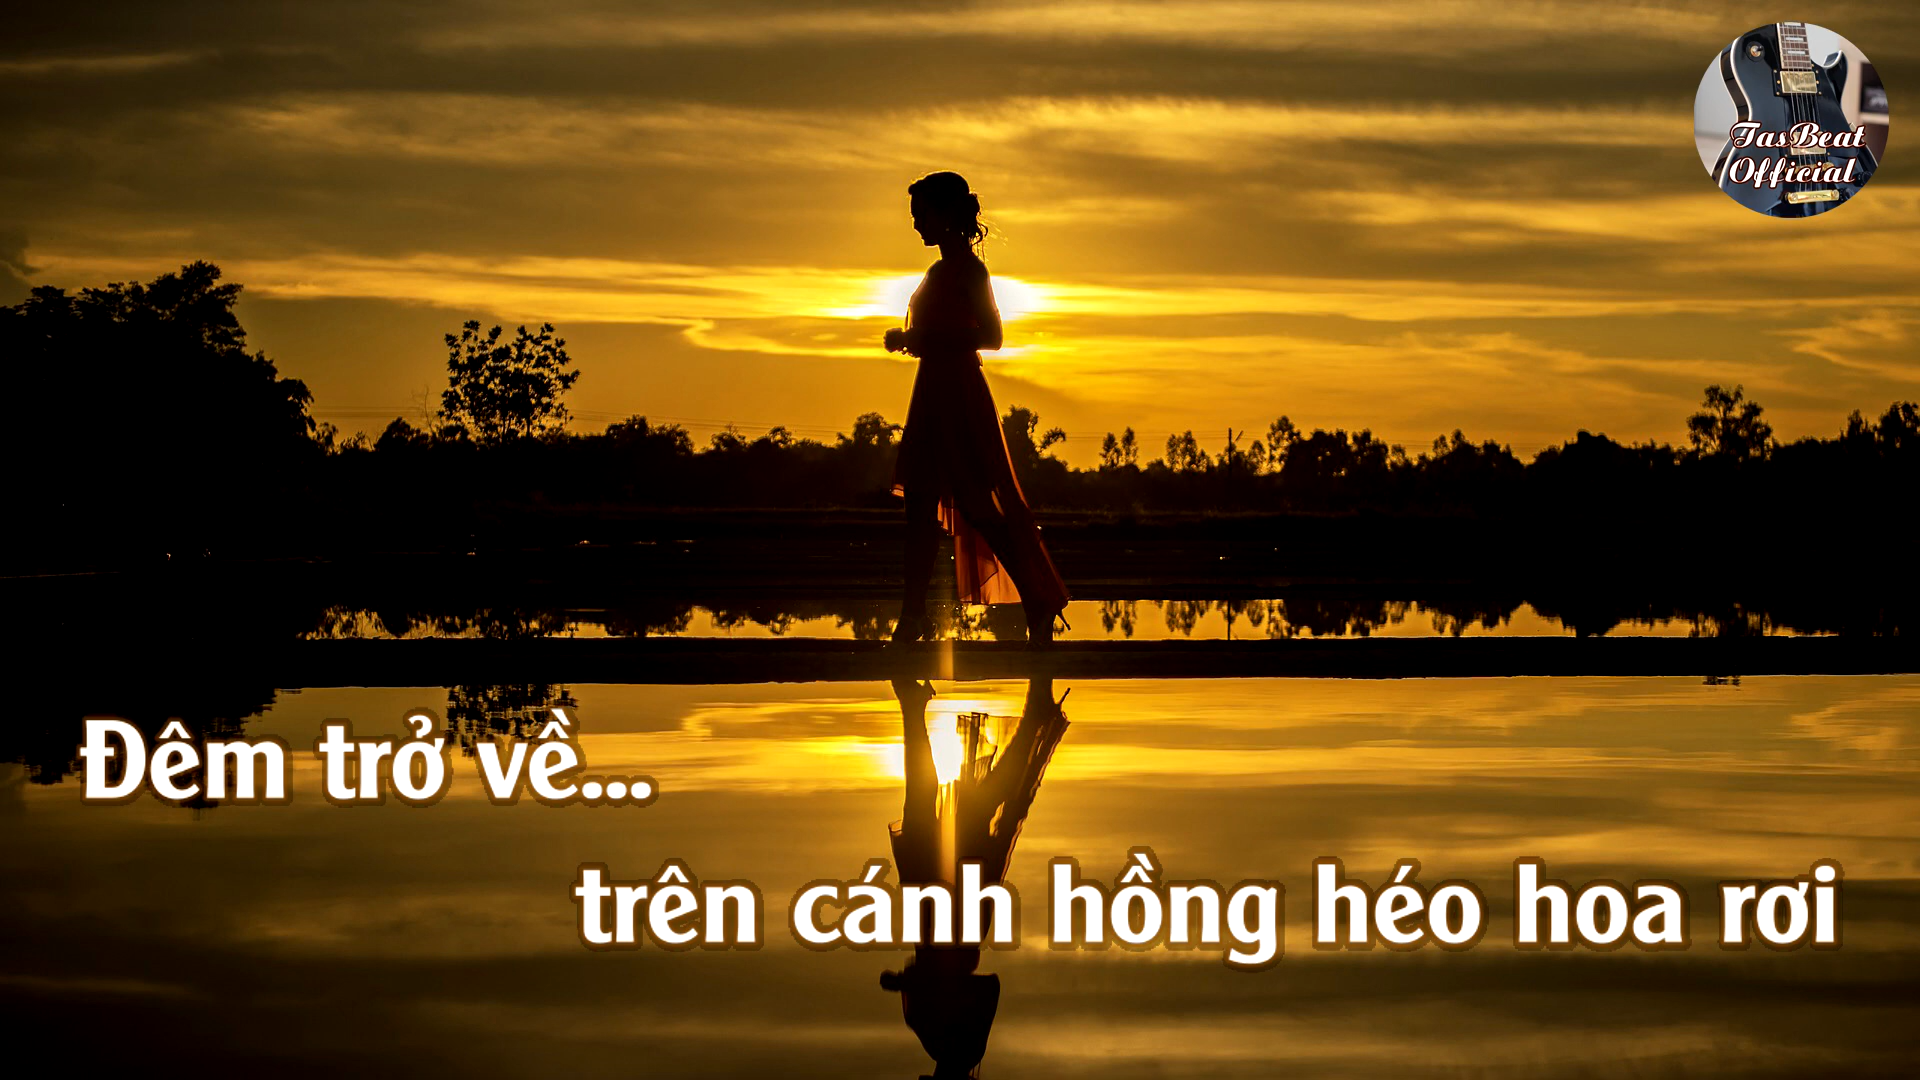 TasBeat
Official
Đêm trở về...
trên cánh hồng héo hoa rơi